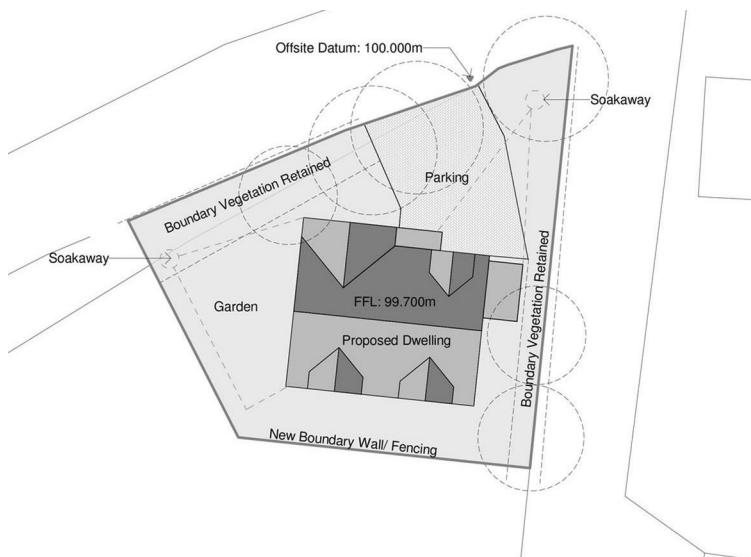 Offsite Datum: 100.000m
Soakaway
Parking
Boundary Vegetation Retained
Soakaway
Garden
FFL: 99.700m
Proposed Dwelling
Boundary Vegetation Retained
New Boundary Wall/ Fencing